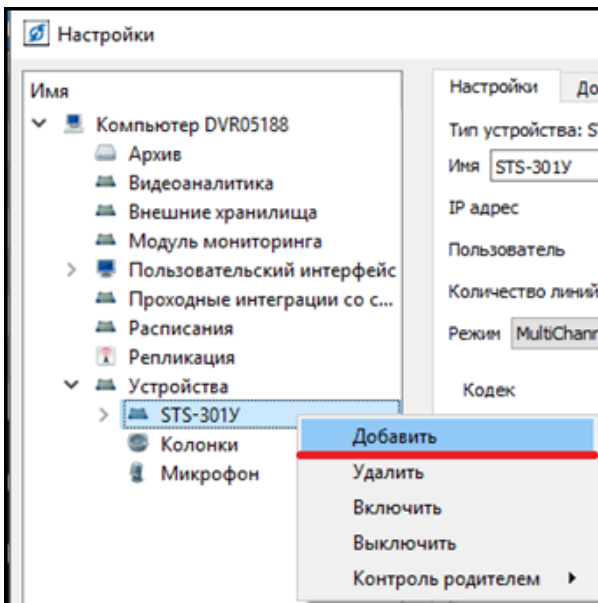 Настройки
Имя
Компьютер DVR05188
Архив
Видеоаналитика
Внешние хранилища
Модуль мониторинга
Пользовательский интерфейс
Проходные интеграции со с...
Расписания
Репликация
Устройства
STS-301У
Колонки
Микрофон
Настройки До
Тип устройства: S
Имя STS-301У
IP адрес
Пользователь
Количество линий
Режим MultiChann
Кодек
Добавить
Удалить
Включить
Выключить
Контроль родителем